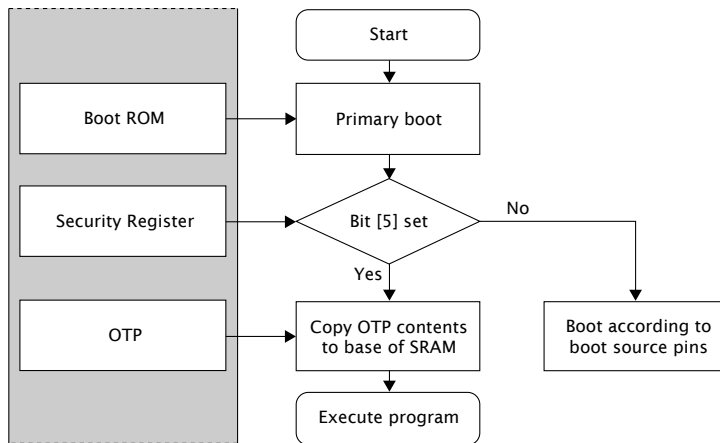 Start
Boot ROM
Primary boot
Security Register
Bit [5] set
No
Yes
OTP
Copy OTP contents
to base of SRAM
Boot according to
boot source pins
Execute program